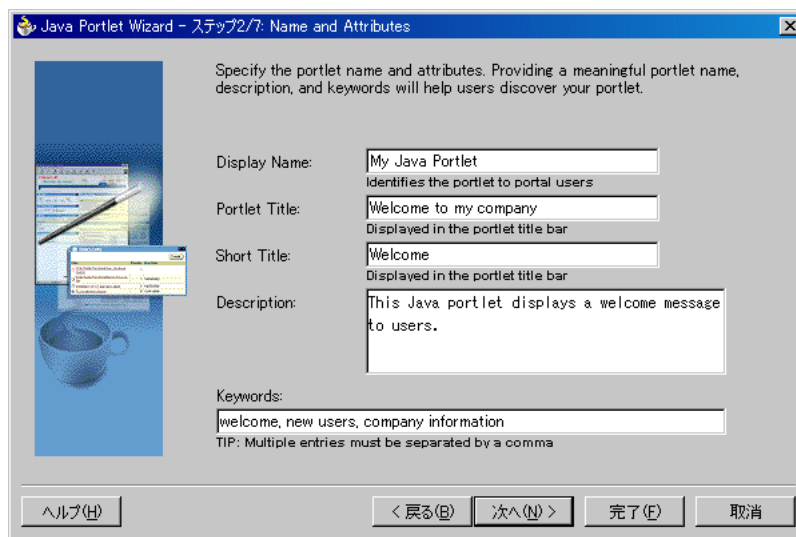 Java Portlet Wizard - ステップ2/7: Name and Attributes
Specify the portlet name and attributes. Providing a meaningful portlet name,
description, and keywords will help users discover your portlet.
Display Name: My Java Portlet
Identifies the portlet to portal users
Portlet Title: Welcome to my company
Displayed in the portlet title bar
Short Title: Welcome
Displayed in the portlet title bar
Description: This Java portlet displays a welcome message
to users.
Keywords:
welcome, new users, company information
TIP: Multiple entries must be separated by a comma
ヘルプ(H) < 戻る(B) 次へ(N) > 完了(F) 取消